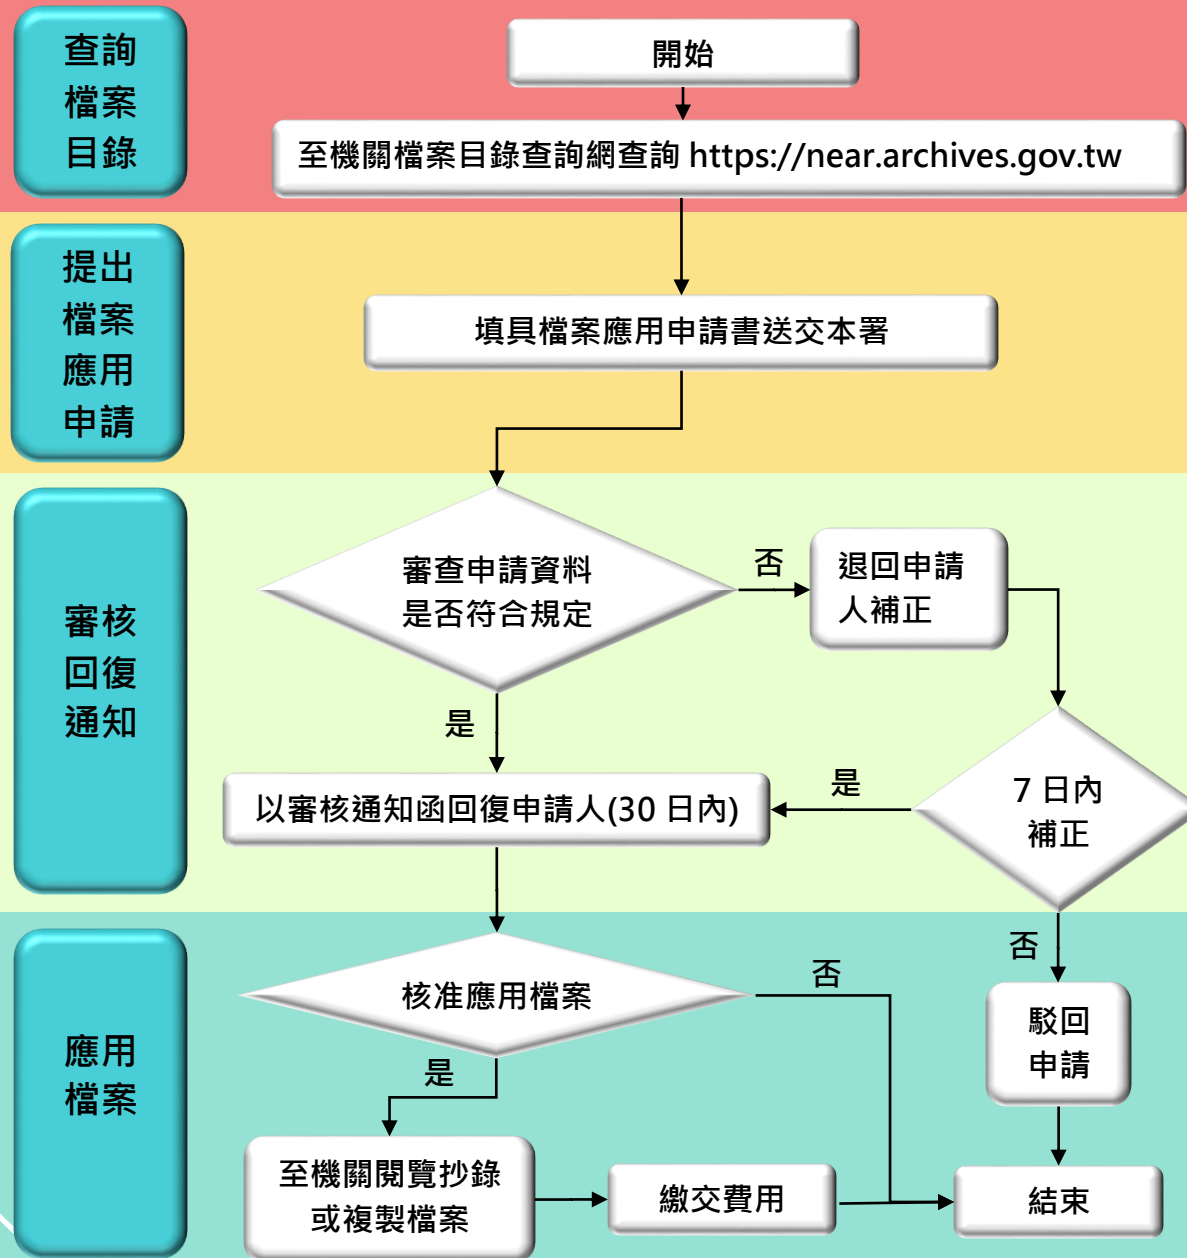 查詢
檔案
目錄
開始
至機關檔案目錄查詢網查詢 https://near.archives.gov.tw
提出
檔案
應用
申請
填具檔案應用申請書送交本署
審核
回復
通知
審查申請資料
是否符合規定
否
退回申請
人補正
是
以審核通知函回復申請人(30 日內)
是
7 日內
補正
應用
檔案
核准應用檔案
否
否
駁回
申請
是
至機關閱覽抄錄
或複製檔案
繳交費用
結束